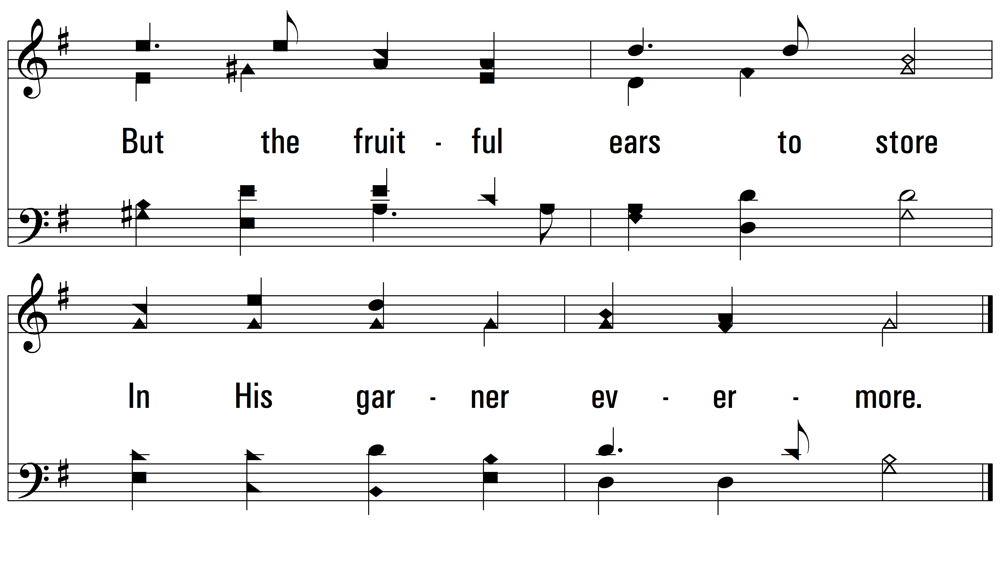 But the fruit - ful ears to store
In His gar - ner ev - er - more.